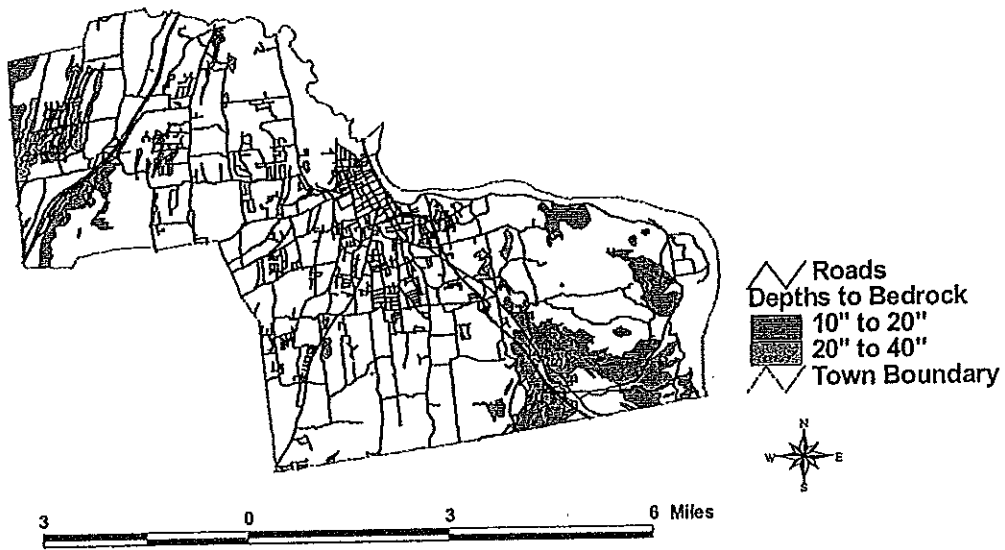 Roads
Depths to Bedrock
10" to 20"
20" to 40"
Town Boundary
N
W E
S
3 0 3 6 Miles